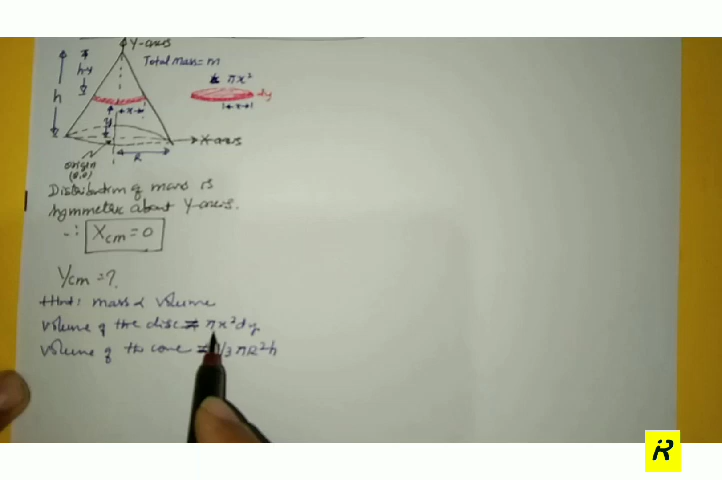 Y-axis
Total mass = m
h-y
πx²
dy
h
x
x
y
X-axis
R
origin
(0,0)
Distribution of mass is
symmetric about Y-axis.
∴ Xcm = 0
Ycm = ?
Hint: mass α volume
volume of the disc = πx²dy
volume of the cone = 1/3 πR²h
R